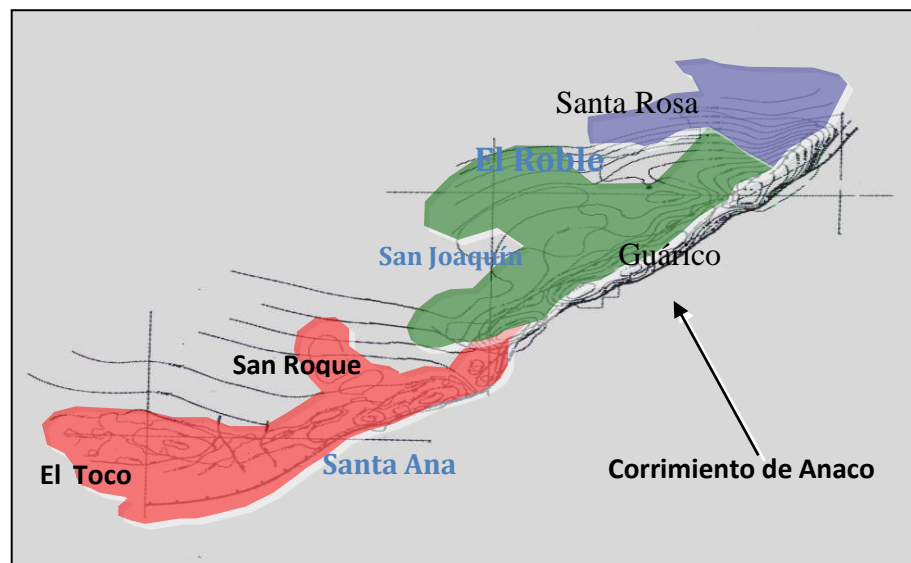 Santa Rosa
El Roble
San Joaquín
Guárico
San Roque
Santa Ana
El Toco
Corrimiento de Anaco